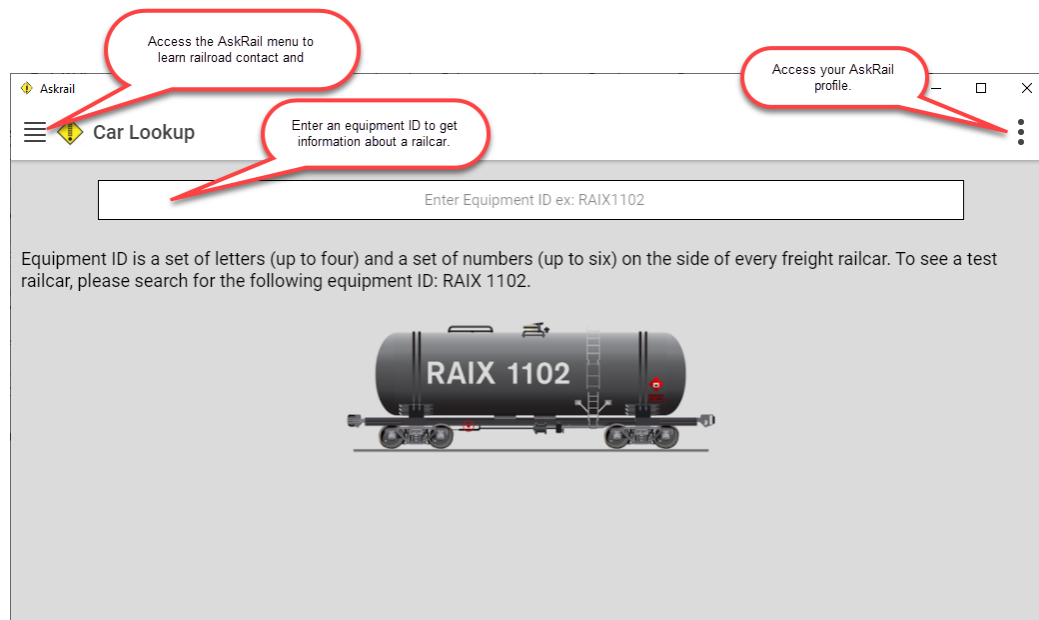 Access the AskRail menu to
learn railroad contact and
Access your AskRail
profile.
Askrail
Car Lookup
Enter an equipment ID to get
information about a railcar.
Enter Equipment ID ex: RAIX1102
Equipment ID is a set of letters (up to four) and a set of numbers (up to six) on the side of every freight railcar. To see a test
railcar, please search for the following equipment ID: RAIX 1102.
RAIX 1102